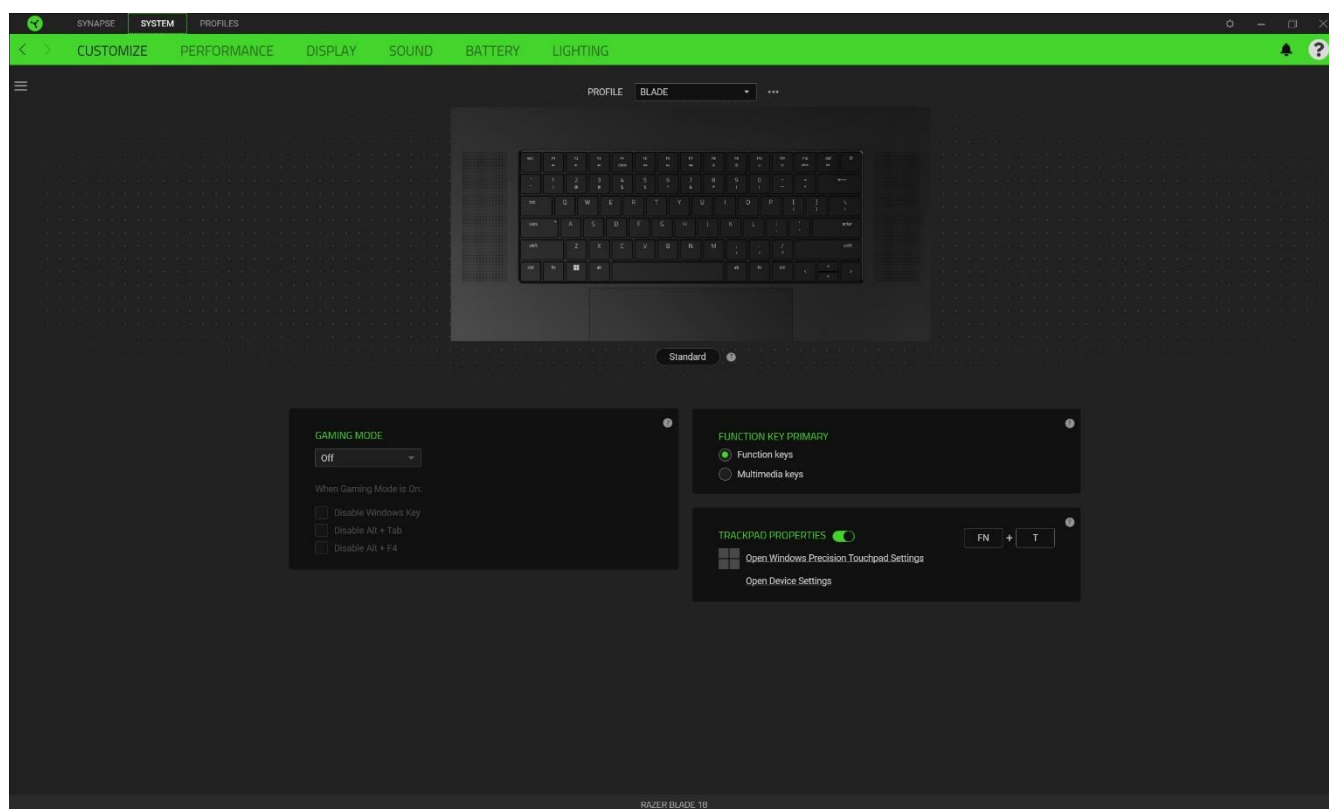 SYNAPSE SYSTEM PROFILES
CUSTOMIZE PERFORMANCE DISPLAY SOUND BATTERY LIGHTING
PROFILE BLADE
Q W E R T Y U I O P
A S D F G H J K L
Z X C V B N M
Standard
GAMING MODE
Off
When Gaming Mode is On:
Disable Windows Key
Disable Alt + Tab
Disable Alt + F4
FUNCTION KEY PRIMARY
Function keys
Multimedia keys
TRACKPAD PROPERTIES
FN + T
Open Windows Precision Touchpad Settings
Open Device Settings
RAZER BLADE 18